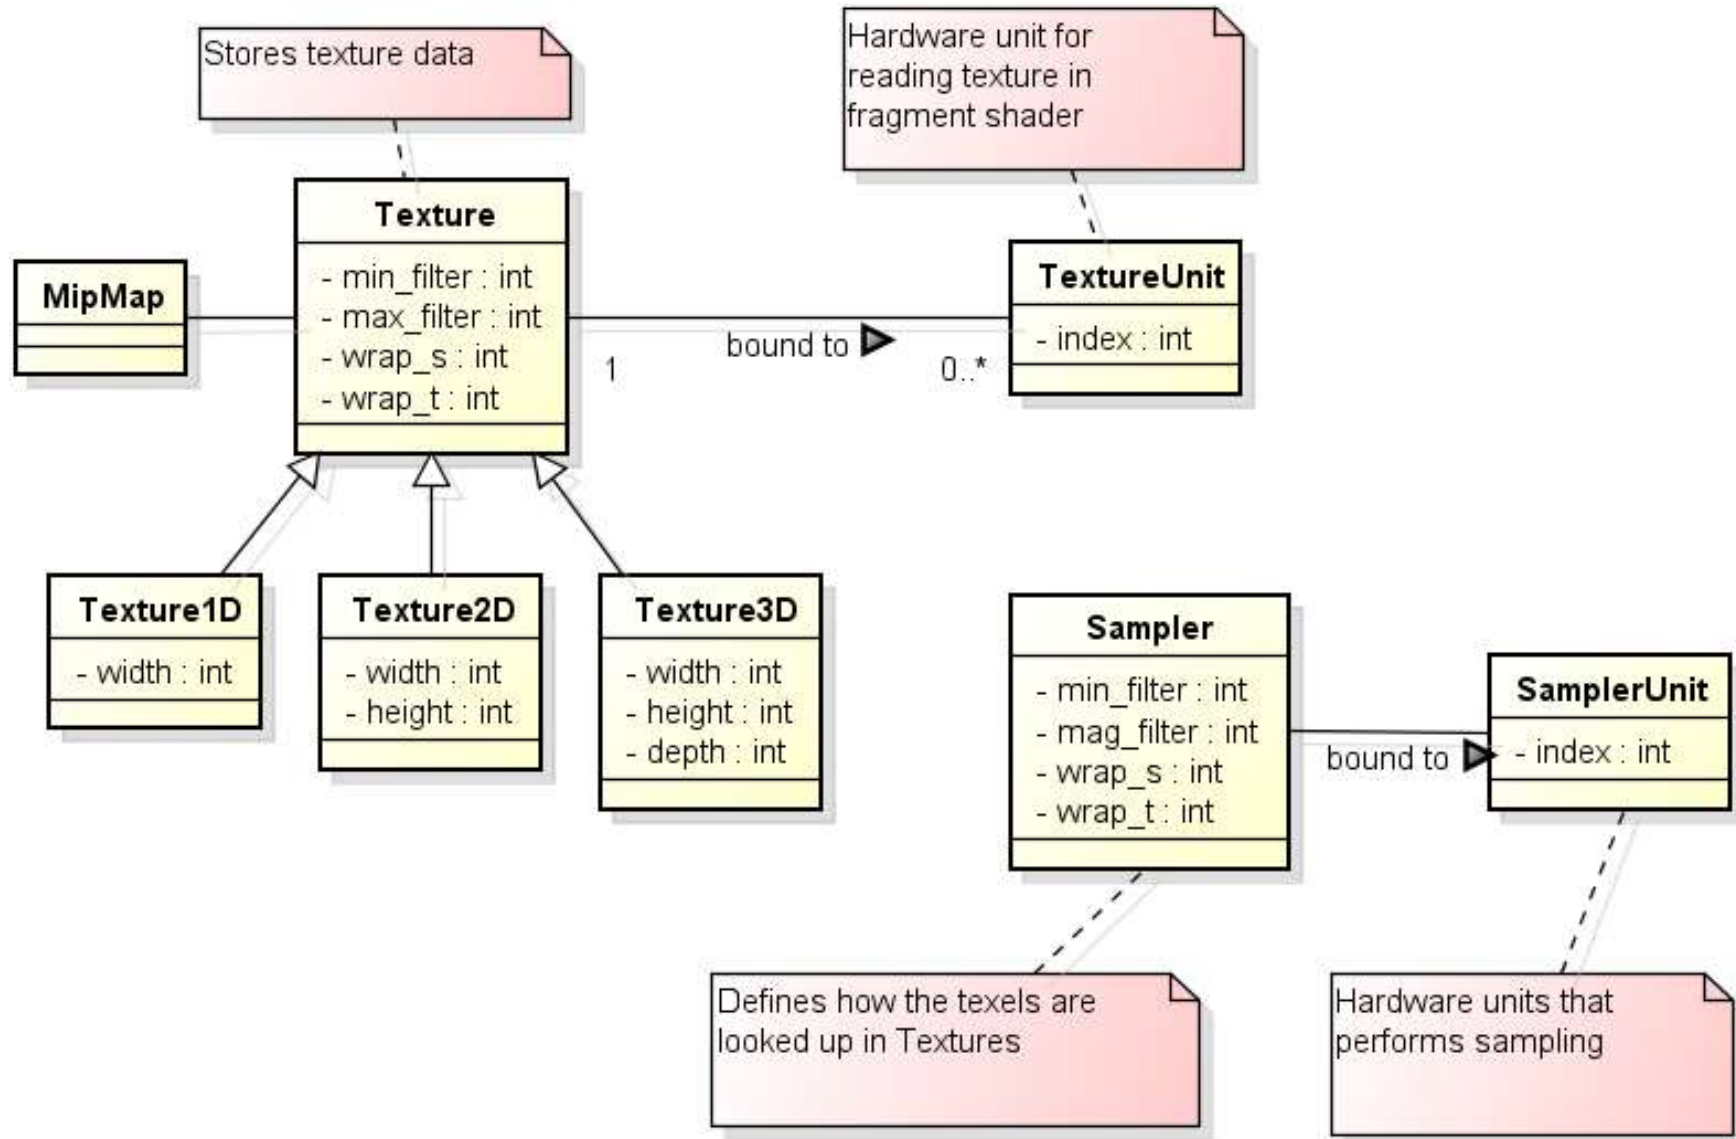 Stores texture data
Hardware unit for
reading texture in
fragment shader
Texture
- min_filter : int
- max_filter : int
- wrap_s : int
- wrap_t : int
MipMap
TextureUnit
- index : int
bound to
1
0..*
Texture1D
- width : int
Texture2D
- width : int
- height : int
Texture3D
- width : int
- height : int
- depth : int
Sampler
- min_filter : int
- mag_filter : int
- wrap_s : int
- wrap_t : int
bound to
SamplerUnit
- index : int
Defines how the texels are
looked up in Textures
Hardware units that
performs sampling